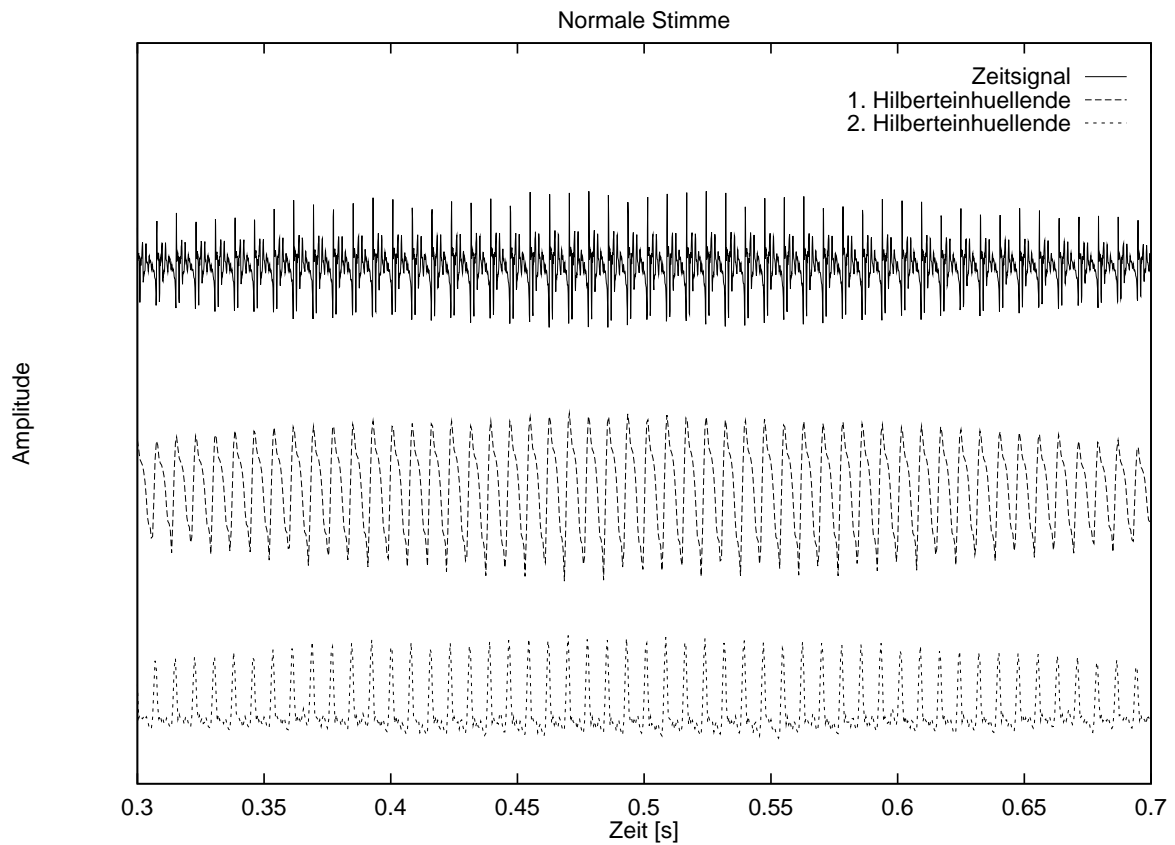 Normale Stimme
Zeitsignal
1. Hilberteinhuellende
2. Hilberteinhuellende
Amplitude
0.3 0.35 0.4 0.45 0.5 0.55 0.6 0.65 0.7
Zeit [s]